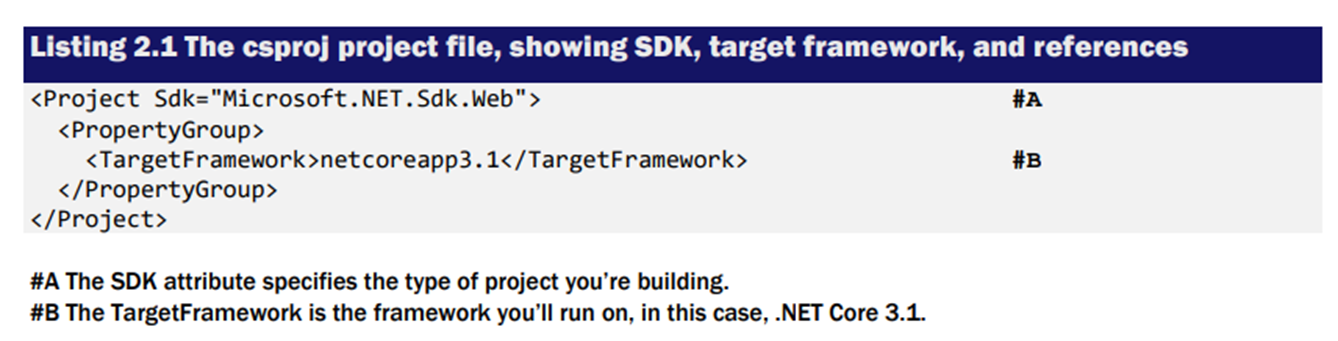 Listing 2.1 The csproj project file, showing SDK, target framework, and references
<Project Sdk="Microsoft.NET.Sdk.Web"> #A
  <PropertyGroup>
    <TargetFramework>netcoreapp3.1</TargetFramework> #B
  </PropertyGroup>
</Project>
#A The SDK attribute specifies the type of project you’re building.
#B The TargetFramework is the framework you’ll run on, in this case, .NET Core 3.1.